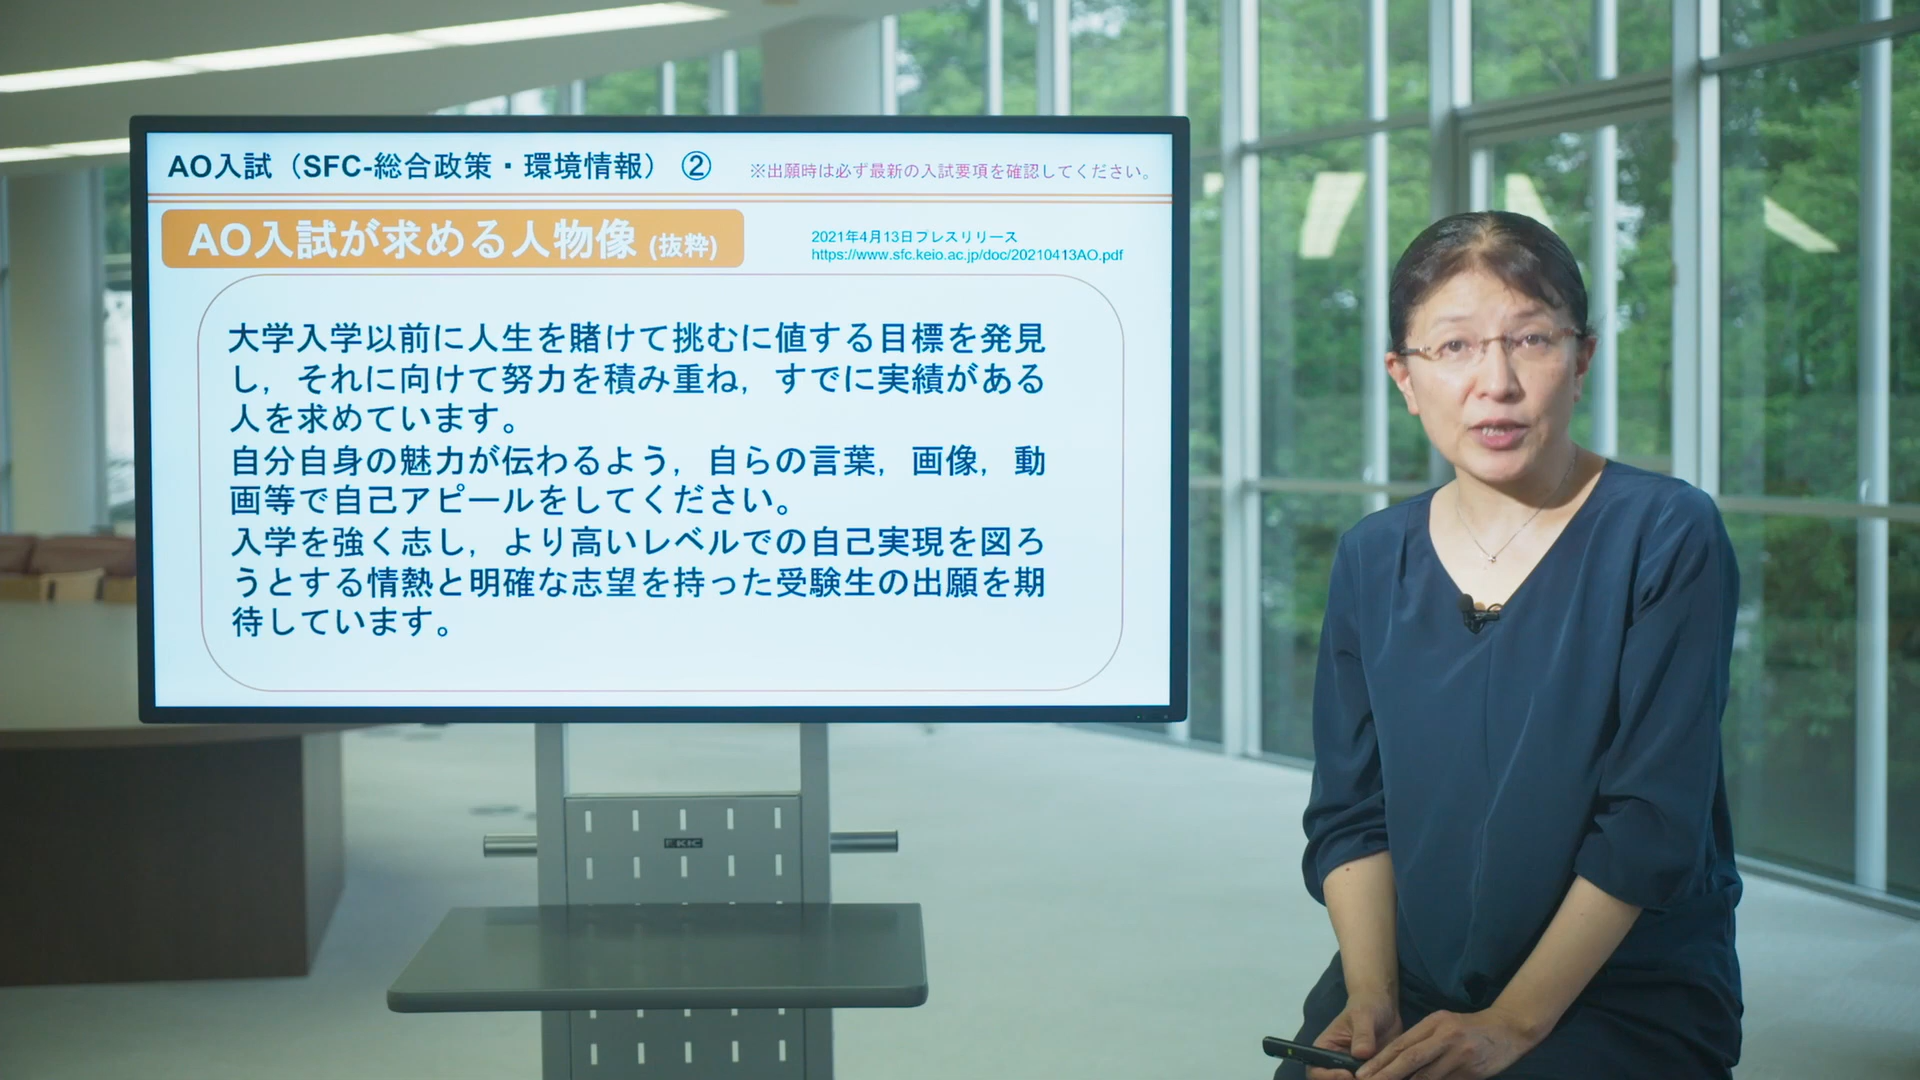 AO入試（SFC-総合政策・環境情報） ②
※出願時は必ず最新の入試要項を確認してください。
AO入試が求める人物像 (抜粋)
2021年4月13日プレスリリース
https://www.sfc.keio.ac.jp/doc/20210413AO.pdf
大学入学以前に人生を賭けて挑むに値する目標を発見
し，それに向けて努力を積み重ね，すでに実績がある
人を求めています。
自分自身の魅力が伝わるよう，自らの言葉，画像，動
画等で自己アピールをしてください。
入学を強く志し，より高いレベルでの自己実現を図ろ
うとする情熱と明確な志望を持った受験生の出願を期
待しています。
KIC